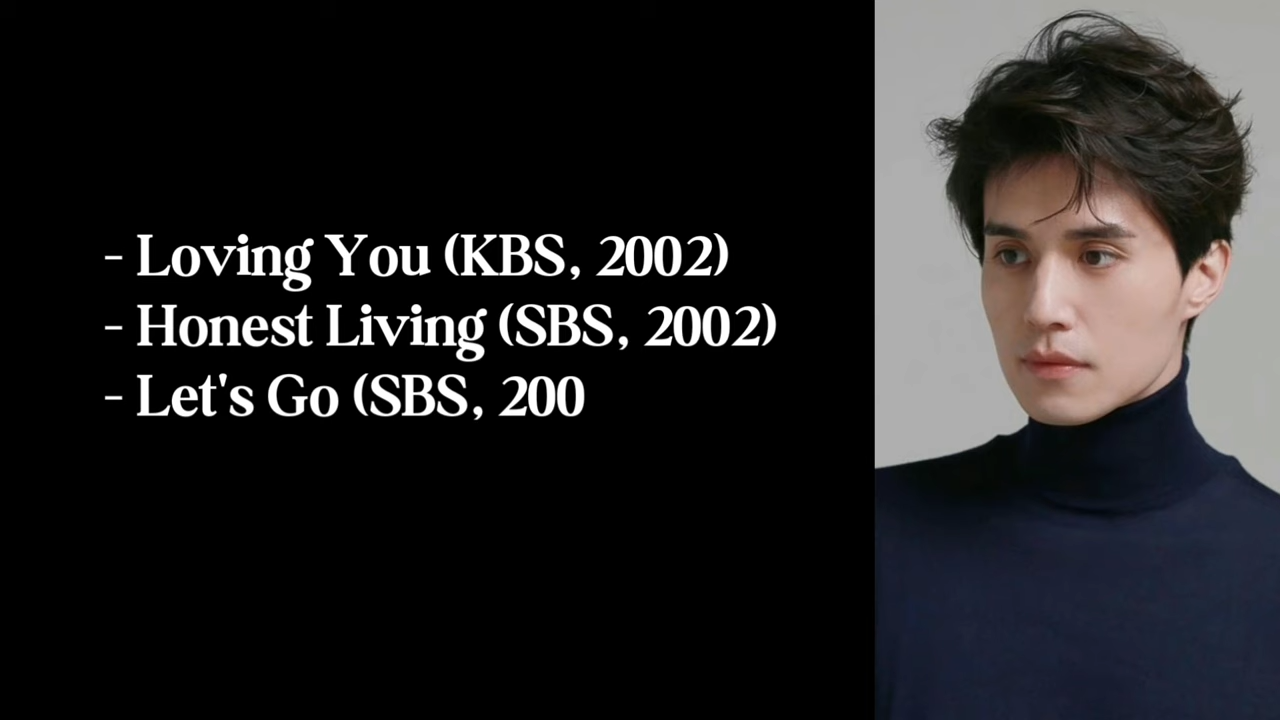 - Loving You (KBS, 2002)
- Honest Living (SBS, 2002)
- Let's Go (SBS, 200